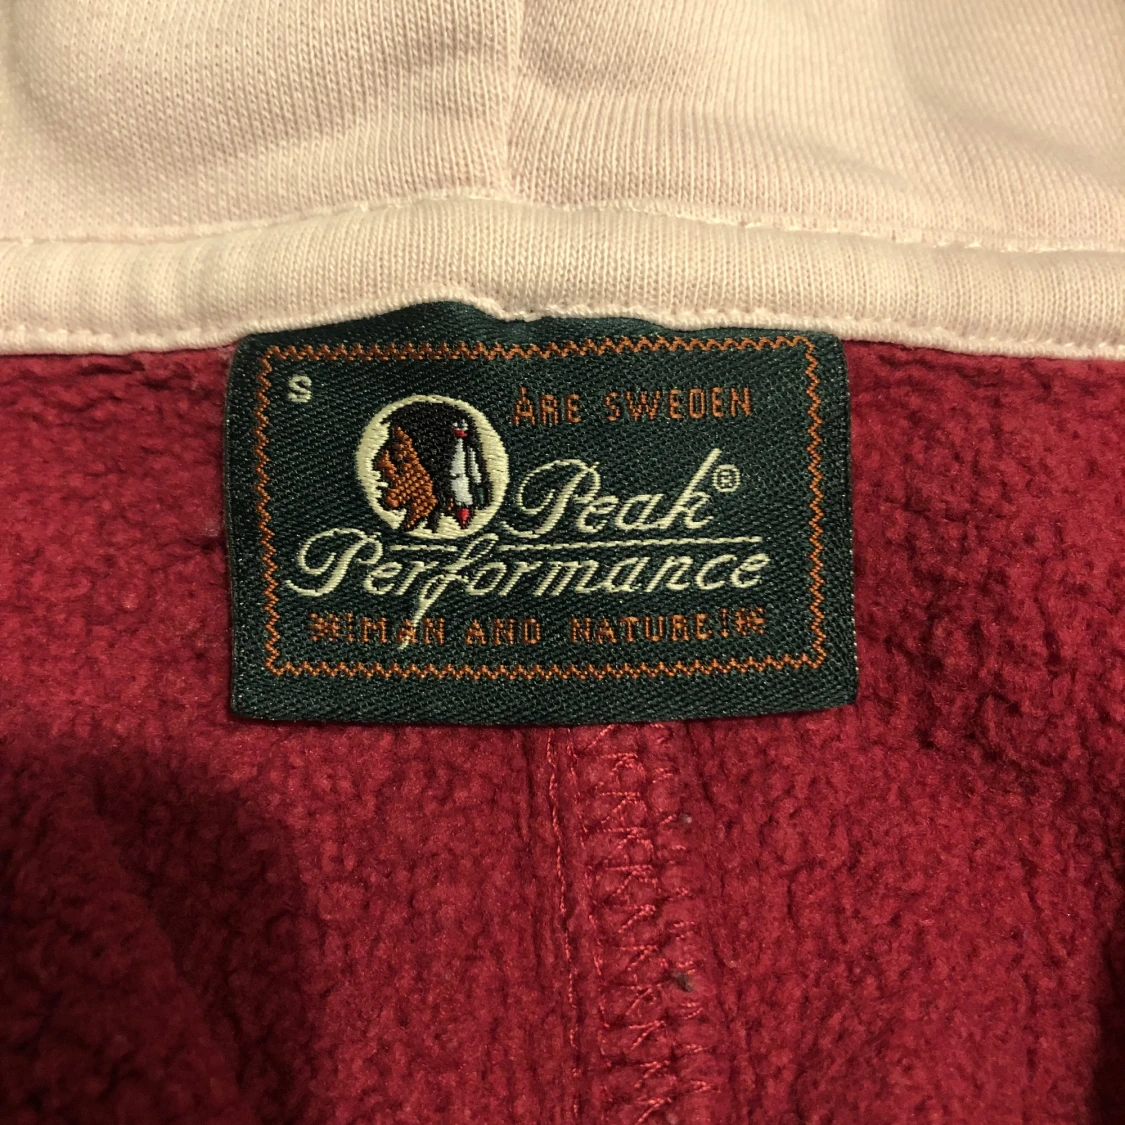 S
ÅRE SWEDEN
Peak®
Performance
!MAN AND NATURE!